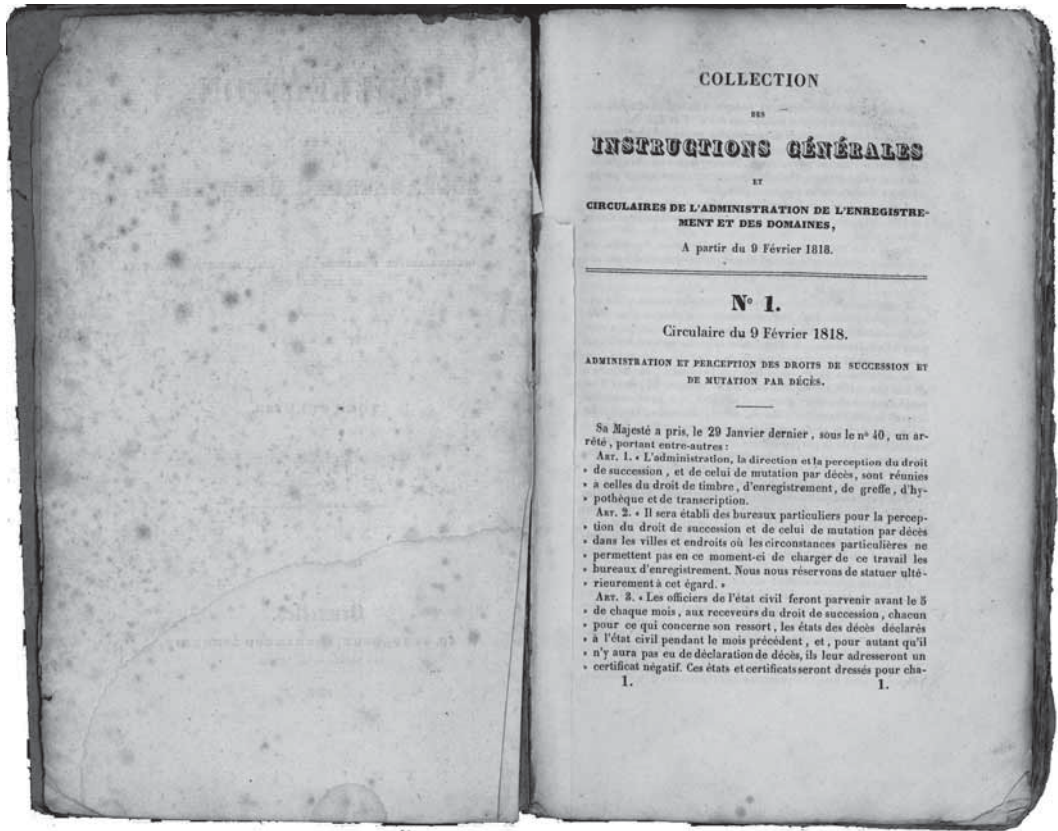 COLLECTION
DES
INSTRUCTIONS GÉNÉRALES
ET
CIRCULAIRES DE L'ADMINISTRATION DE L'ENREGISTRE-
MENT ET DES DOMAINES,
A partir du 9 Février 1818.
N° 1.
Circulaire du 9 Février 1818.
ADMINISTRATION ET PERCEPTION DES DROITS DE SUCCESSION ET
DE MUTATION PAR DÉCÈS.
Sa Majesté a pris, le 29 Janvier dernier, sous le n° 40, un ar-
rêté, portant entre-autres :
ART. 1. « L'administration, la direction et la perception du droit
» de succession, et de celui de mutation par décès, sont réunies
» à celles du droit de timbre, d'enregistrement, de greffe, d'hy-
» pothèque et de transcription.
ART. 2. « Il sera établi des bureaux particuliers pour la percep-
» tion du droit de succession et de celui de mutation par décès
» dans les villes et endroits où les circonstances particulières ne
» permettent pas en ce moment-ci de charger de ce travail les
» bureaux d'enregistrement. Nous nous réservons de statuer ulté-
» rieurement à cet égard. »
ART. 3. « Les officiers de l'état civil feront parvenir avant le 5
» de chaque mois, aux receveurs du droit de succession, chacun
» pour ce qui concerne son ressort, les états des décès déclarés
» à l'état civil pendant le mois précédent, et, pour autant qu'il
» n'y aura pas eu de déclaration de décès, ils leur adresseront un
» certificat négatif. Ces états et certificats seront dressés pour cha-
1. 1.